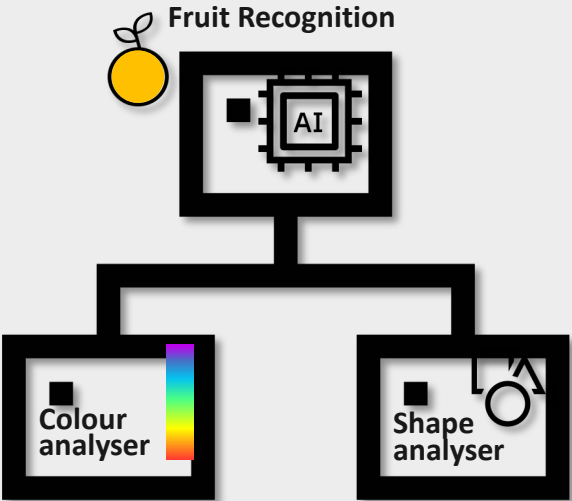 Fruit Recognition
AI
Colour
analyser
Shape
analyser